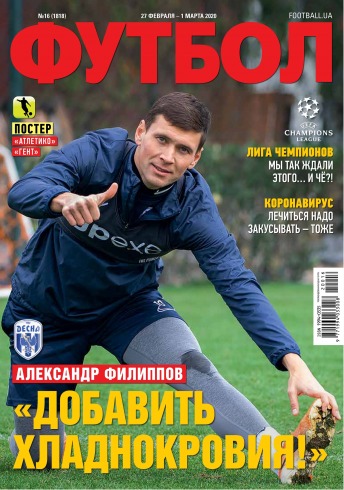 №16 (1818)
27 ФЕВРАЛЯ – 1 МАРТА 2020
FOOTBALL.UA
ФУТБОЛ
ПОСТЕР
«АТЛЕТИКО»
«ГЕНТ»
CHAMPIONS
LEAGUE
ЛИГА ЧЕМПИОНОВ
МЫ ТАК ЖДАЛИ
ЭТОГО... И ЧЁ?!
КОРОНАВИРУС
ЛЕЧИТЬСЯ НАДО
ЗАКУСЫВАТЬ – ТОЖЕ
apexe
ДЕСНА
АЛЕКСАНДР ФИЛИППОВ
«ДОБАВИТЬ
ХЛАДНОКРОВИЯ!»